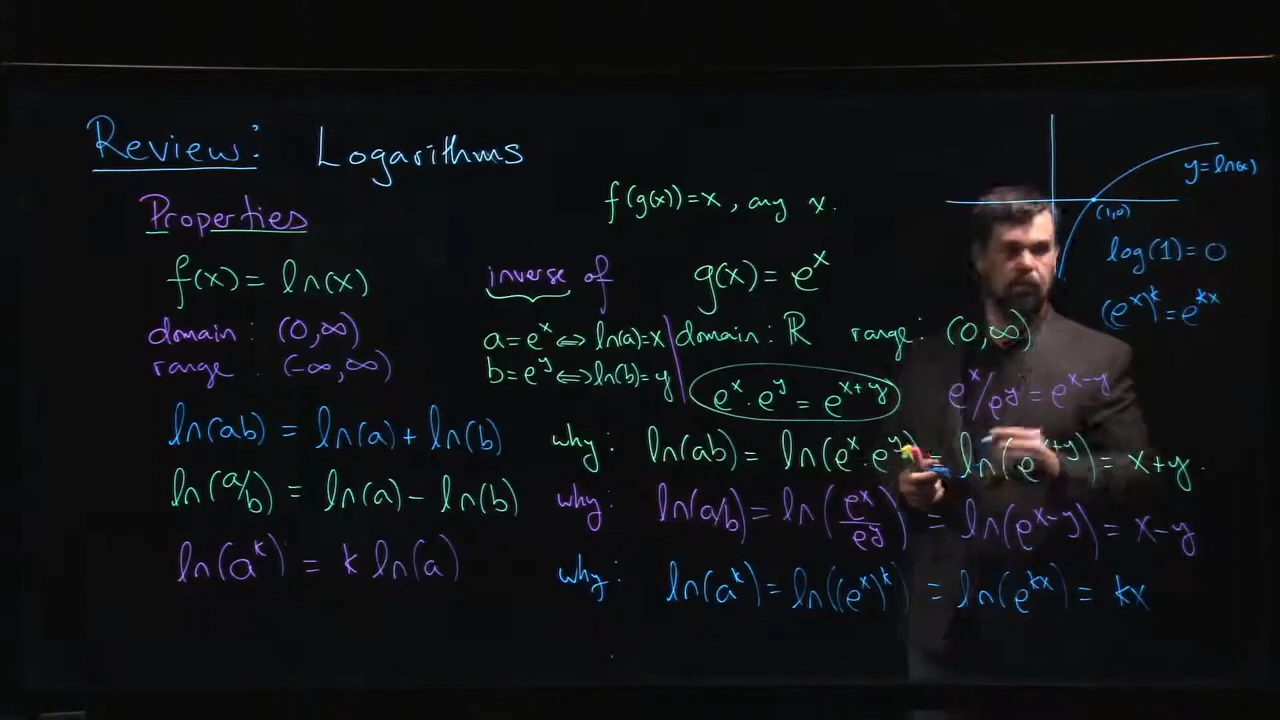 Review: Logarithms
Properties
f(g(x))=x, any x.
y=ln(x)
(1,0)
log(1)=0
(e^x)^k=e^{kx}
f(x)= ln(x) inverse of g(x)= e^x
domain: (0,∞) a=e^x⇔ln(a)=x domain: ℝ range: (0,∞)
range: (-∞,∞) b=e^y⇔ln(b)=y e^x·e^y = e^{x+y} e^x/e^y = e^{x-y}
ln(ab) = ln(a)+ ln(b) why: ln(ab)= ln(e^x·e^y) = ln(e^{x+y})= x+y.
ln(a/b) = ln(a)- ln(b) why: ln(a/b)= ln(e^x/e^y) = ln(e^{x-y})= x-y
ln(a^k) = k ln(a) why: ln(a^k)= ln((e^x)^k) = ln(e^{kx})= kx